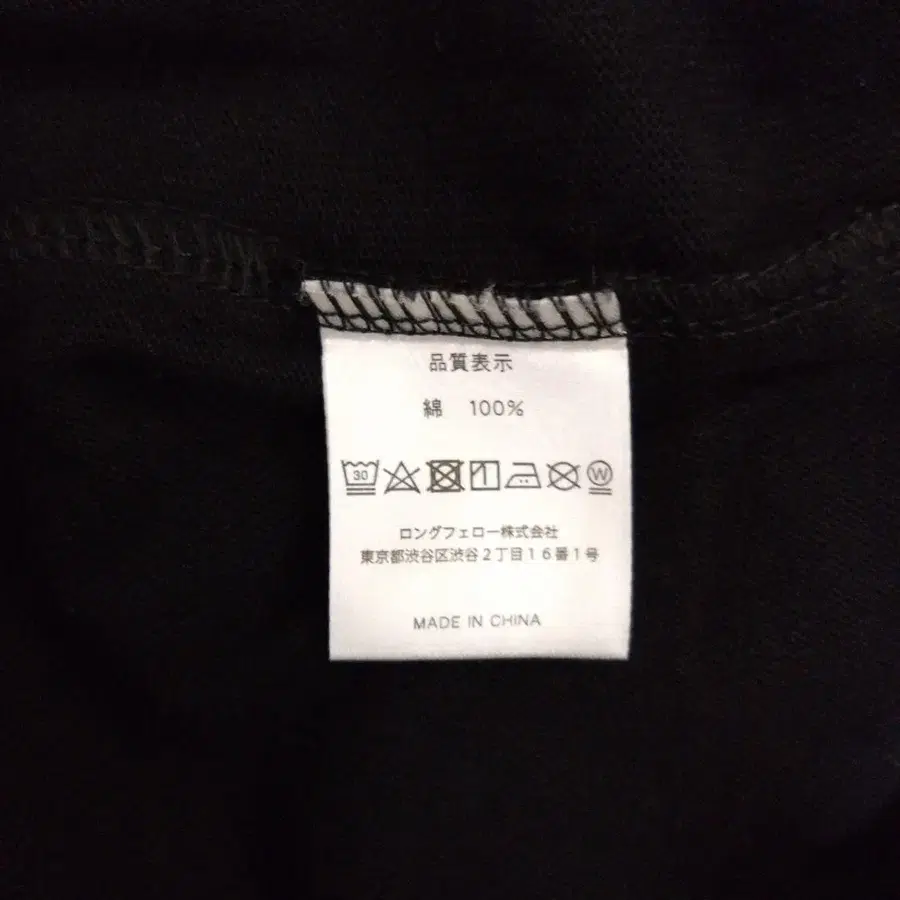 品質表示
綿 100%
30 W
ロングフェロー株式会社
東京都渋谷区渋谷2丁目16番1号
MADE IN CHINA